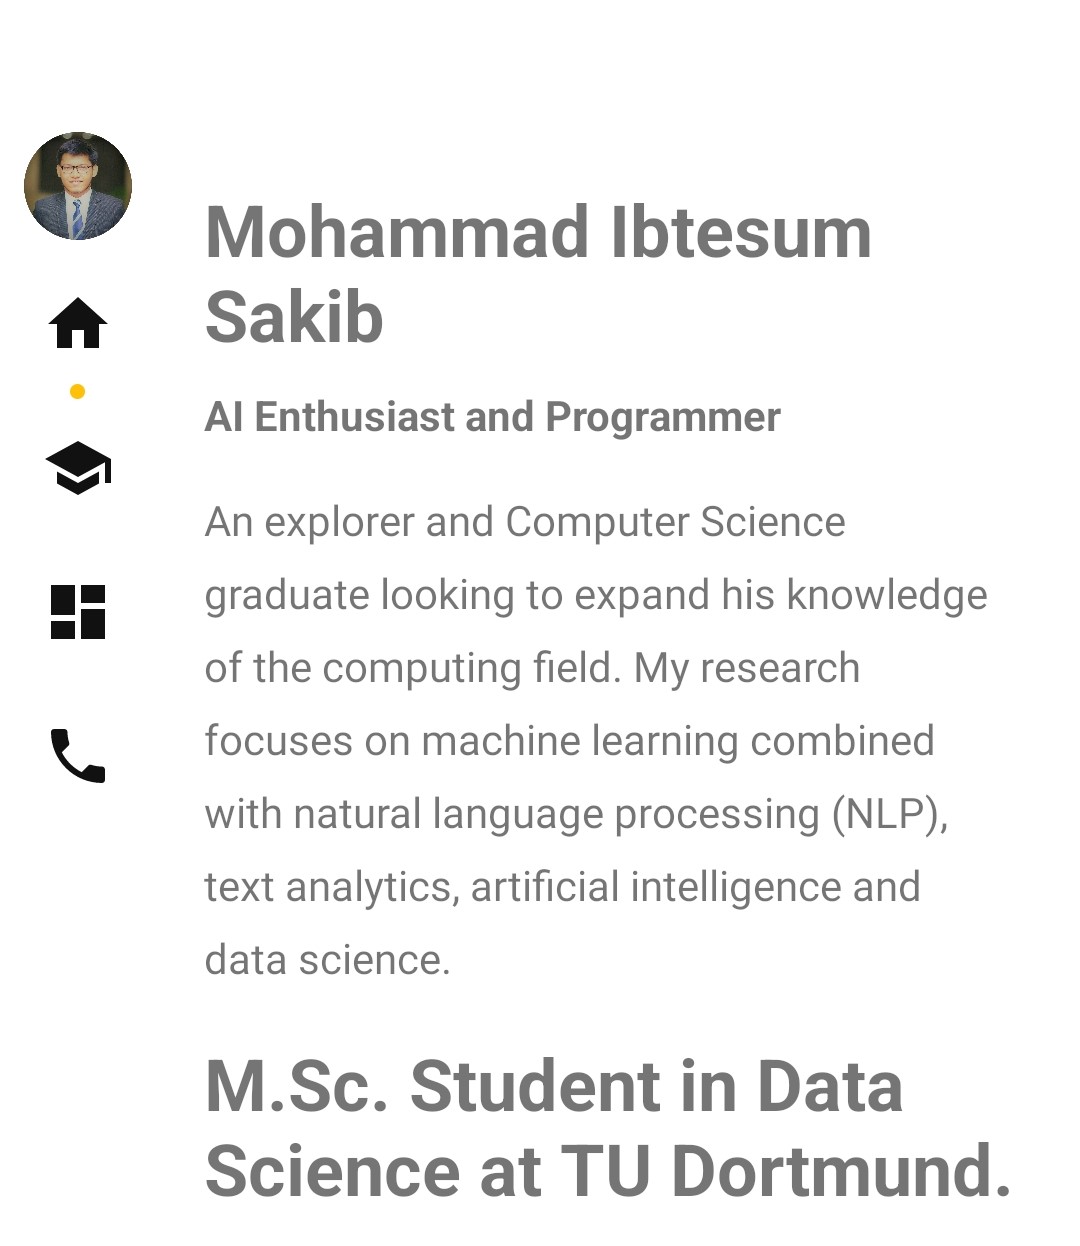 Mohammad Ibtesum
Sakib
AI Enthusiast and Programmer
An explorer and Computer Science
graduate looking to expand his knowledge
of the computing field. My research
focuses on machine learning combined
with natural language processing (NLP),
text analytics, artificial intelligence and
data science.
M.Sc. Student in Data
Science at TU Dortmund.